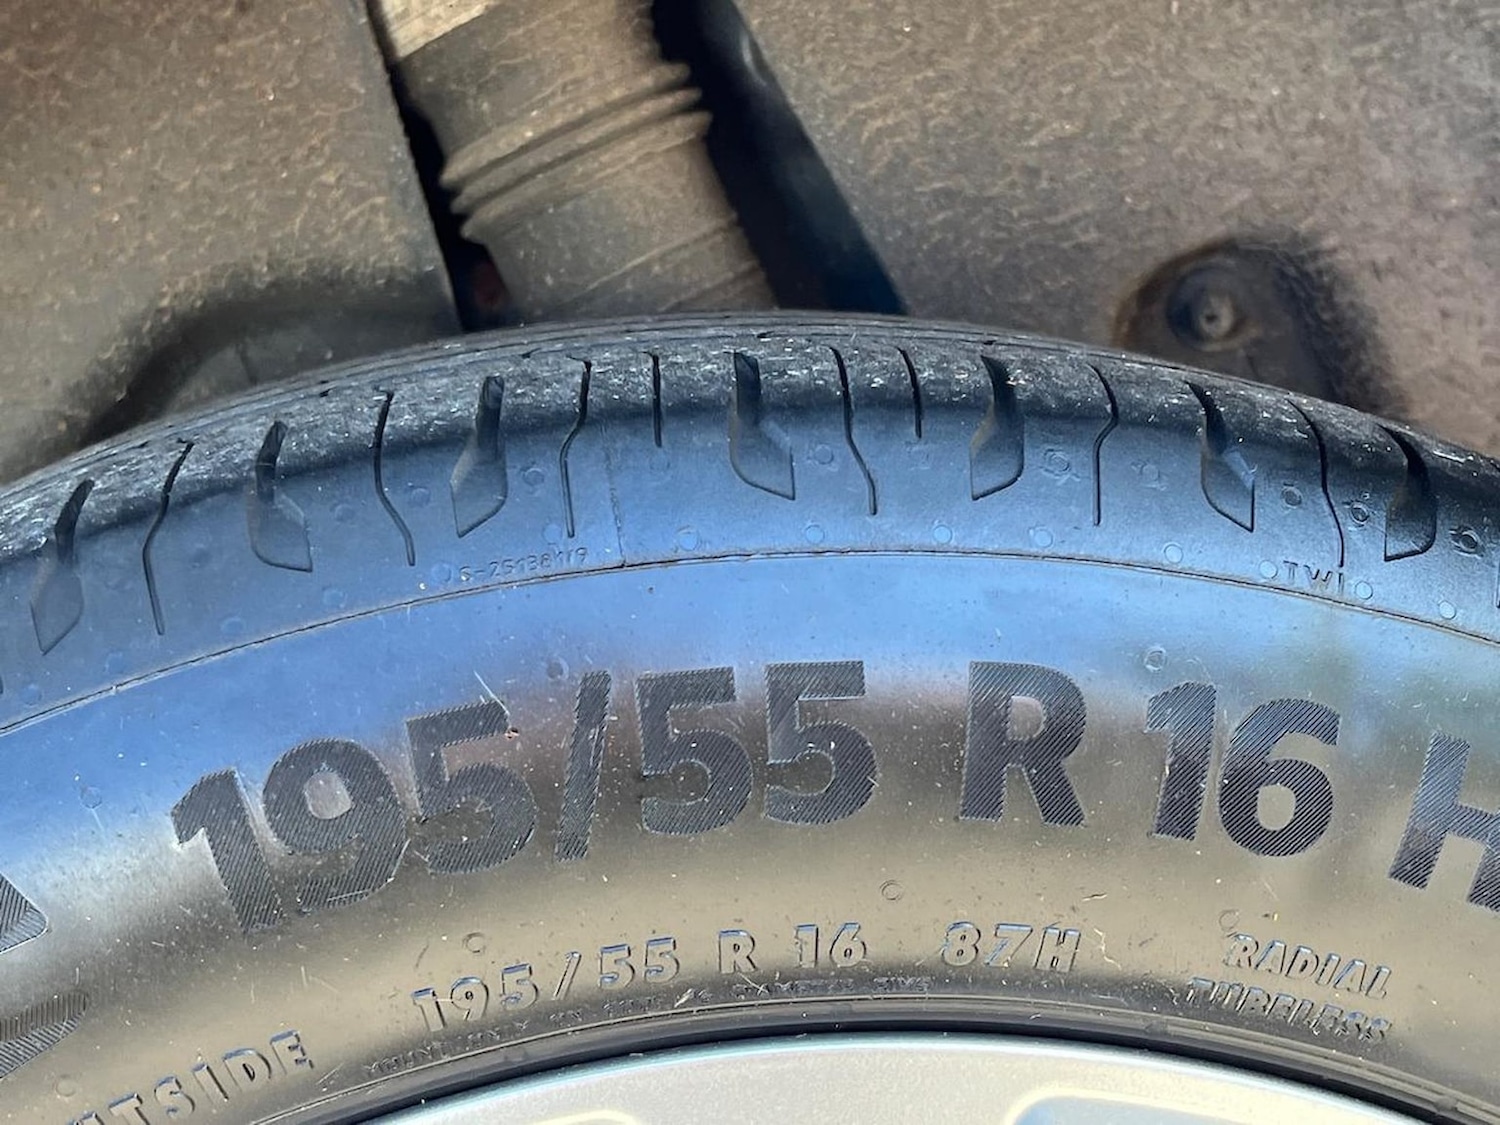 TWI
195/55 R 16 H
195/55 R 16 87H
RADIAL
TUBELESS